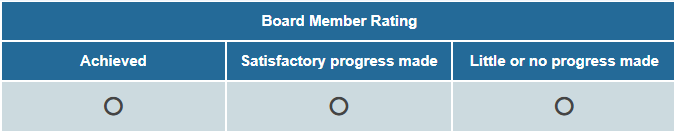 Board Member Rating
Achieved Satisfactory progress made Little or no progress made